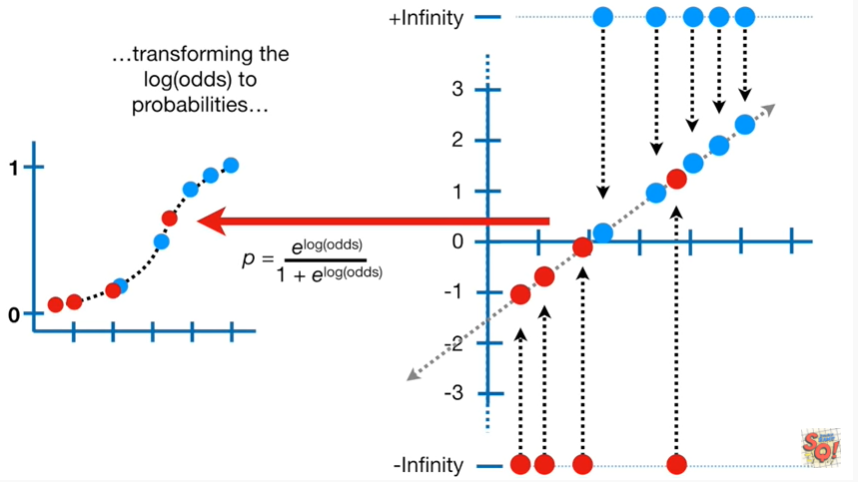 ...transforming the
log(odds) to
probabilities...
1
0
p = e^log(odds) / 1 + e^log(odds)
+Infinity
3
2
1
0
-1
-2
-3
-Infinity
SQ!